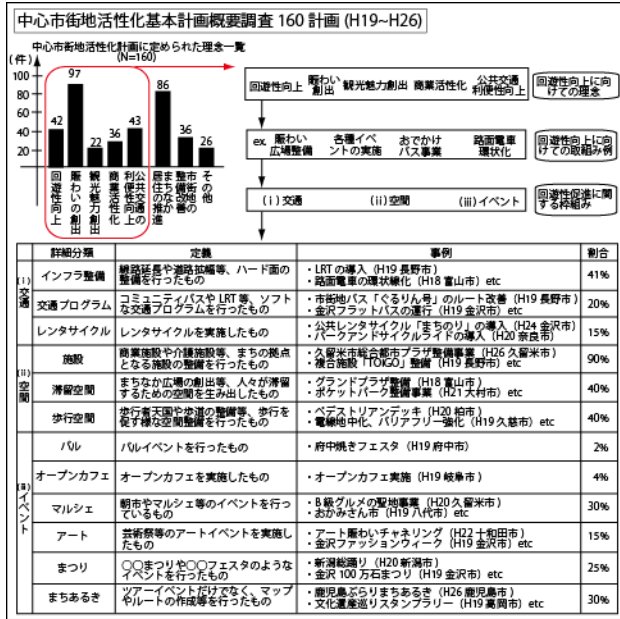 中心市街地活性化基本計画概要調査 160 計画 (H19~H26)
中心市街地活性化計画に定められた理念一覧
(N=160)
(件)
100
80
60
40
20
42
97
22
36
43
86
36
26
回遊性向上
賑わいの創出
観光魅力創出
商業活性化
公共交通の利便性向上
まちなか居住の推進
市街地の整備改善
その他
回遊性向上 賑わい創出 観光魅力創出 商業活性化 公共交通利便性向上
回遊性向上に向けての理念
ex. 賑わい広場整備 各種イベントの実施 おでかけバス事業 路面電車環状化
回遊性向上に向けての取組み例
(ⅰ) 交通 (ⅱ) 空間 (ⅲ) イベント
回遊性促進に関する枠組み
詳細分類 定義 事例 割合
(ⅰ)交通
インフラ整備
線路延長や道路拡幅等、ハード面の
整備を行ったもの
・LRTの導入(H19 長野市)
・路面電車の環状線化(H18 富山市)etc
41%
交通プログラム
コミュニティバスや LRT 等、ソフト
な交通プログラムを行ったもの
・市街地バス「ぐるりん号」のルート改善(H19 長野市)
・金沢フラットバスの運行(H19 金沢市)etc
20%
レンタサイクル
レンタサイクルを実施したもの
・公共レンタサイクル「まちのり」の導入(H24 金沢市)
・パークアンドサイクルライドの導入(H20 奈良市)
15%
(ⅱ)空間
施設
商業施設や介護施設等、まちの拠点
となる施設の整備を行ったもの
・久留米市総合都市プラザ整備事業(H26 久留米市)
・複合施設「TOiGO」整備(H19 長野市)etc
90%
滞留空間
まちなか広場の創出等、人々が滞留
するための空間を生み出したもの
・グランドプラザ整備(H18 富山市)
・ポケットパーク整備事業(H21 大村市)etc
40%
歩行空間
歩行者天国や歩道の整備等、歩行を
促す様な空間整備を行ったもの
・ペデストリアンデッキ(H20 柏市)
・電線地中化、バリアフリー強化(H19 久慈市)etc
40%
(ⅲ)イベント
バル
バルイベントを行ったもの
・府中焼きフェスタ(H19 府中市)
2%
オープンカフェ
オープンカフェを実施したもの
・オープンカフェ実施(H19 岐阜市)
4%
マルシェ
朝市やマルシェ等のイベントを行っ
ているもの
・B級グルメの聖地事業(H20 久留米市)
・おかみさん市(H19 八代市)etc
30%
アート
芸術祭等のアートイベントを実施し
たもの
・アート賑わいチャネリング(H22 十和田市)
・金沢ファッションウィーク(H19 金沢市)etc
15%
まつり
〇〇まつりや〇〇フェスタのような
イベントを行ったもの
・新潟総踊り(H20 新潟市)
・金沢 100 万石まつり(H19 金沢市)etc
25%
まちあるき
ツアーイベントだけでなく、マップ
やルートの作成等を行ったもの
・鹿児島ぶらりまちあるき(H26 鹿児島市)
・文化遺産巡りスタンプラリー(H19 高岡市)etc
30%